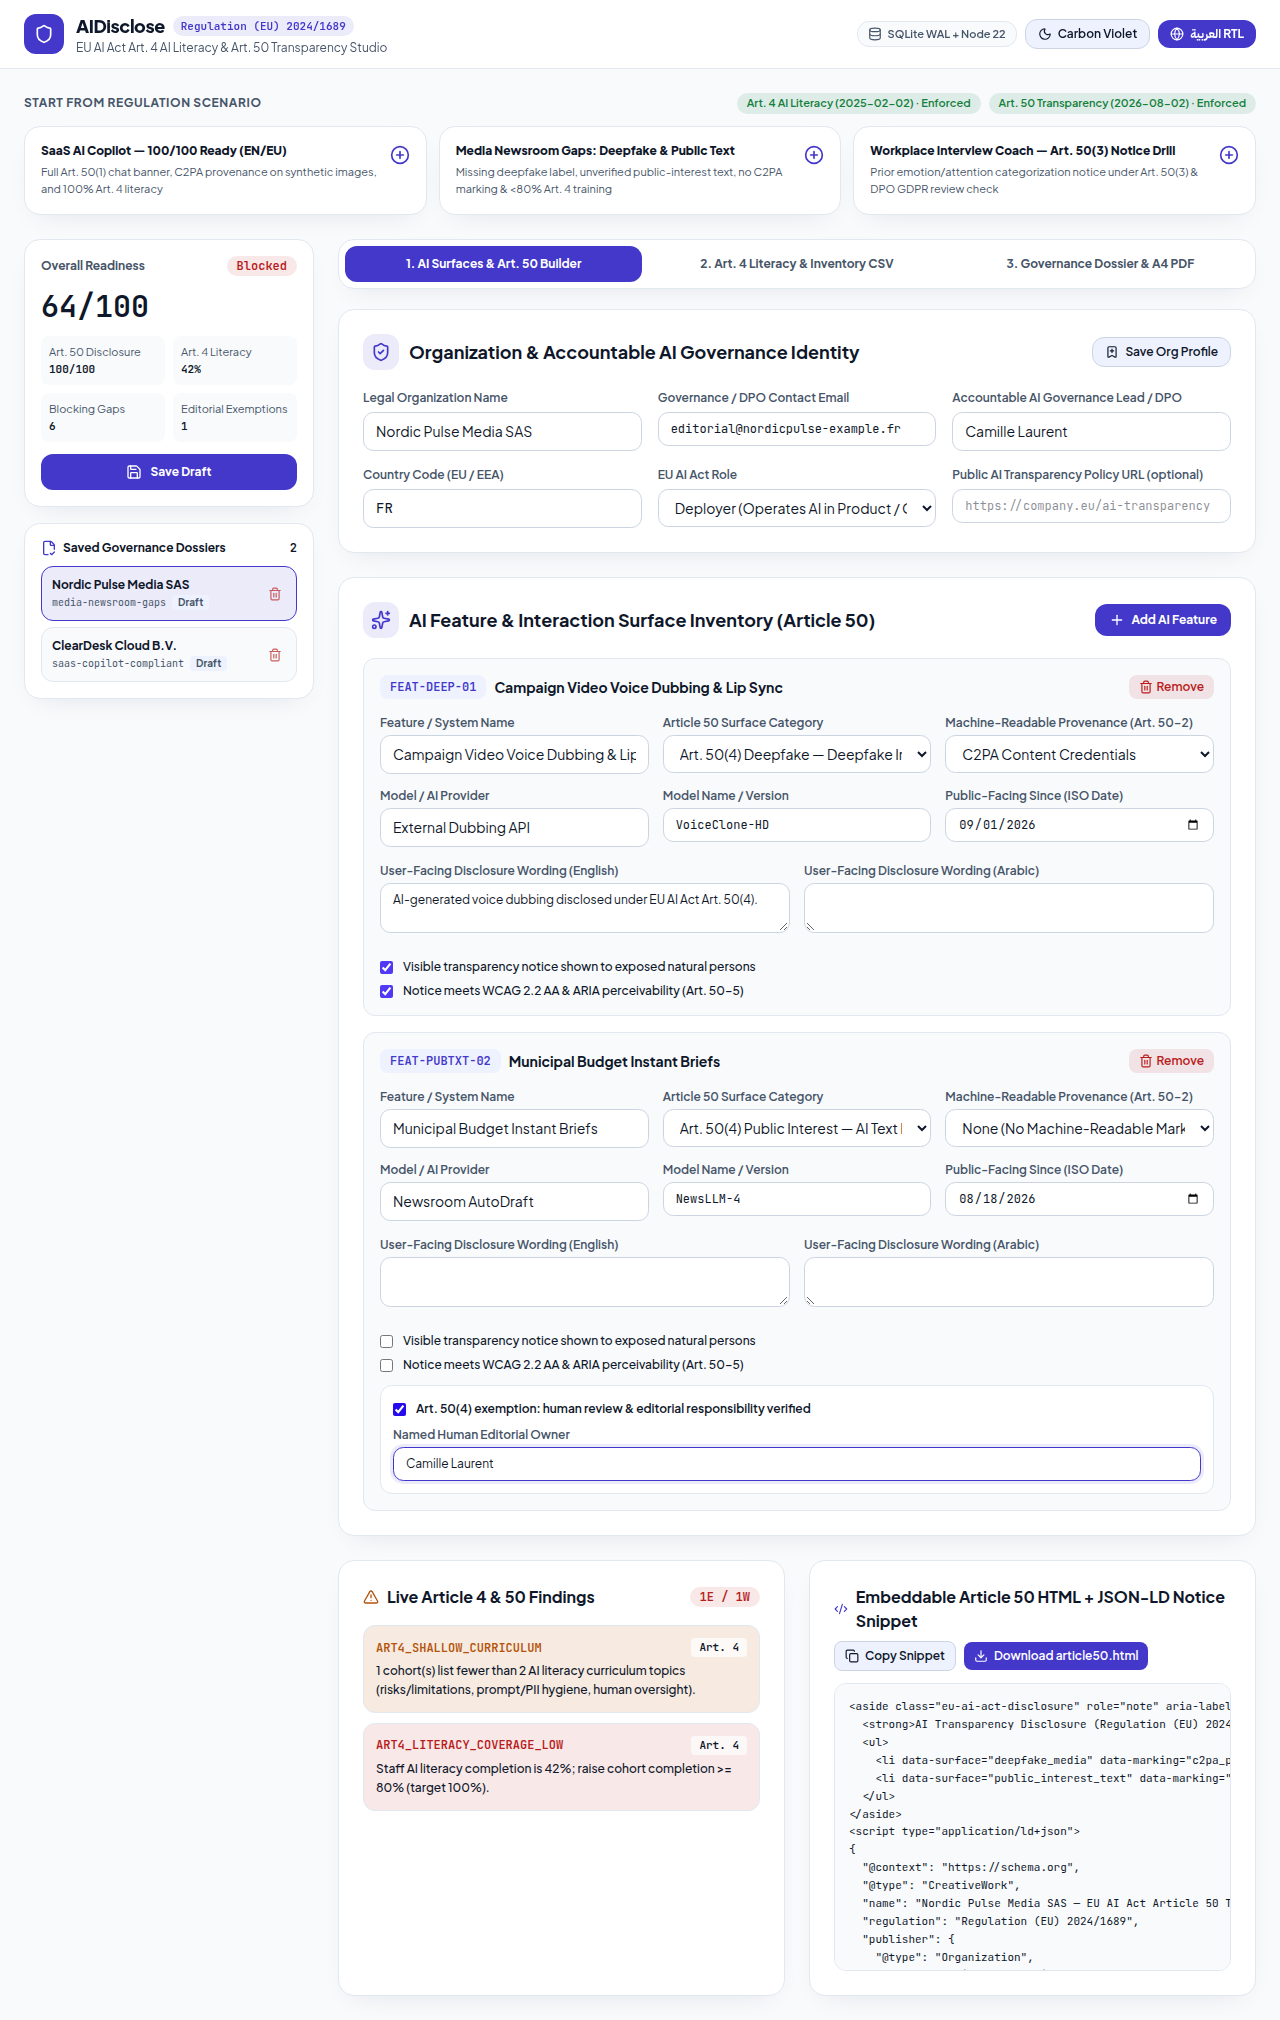 AIDisclose
Regulation (EU) 2024/1689
EU AI Act Art. 4 AI Literacy & Art. 50 Transparency Studio
SQLite WAL + Node 22
Carbon Violet
العربية RTL
START FROM REGULATION SCENARIO
Art. 4 AI Literacy (2025-02-02) · Enforced
Art. 50 Transparency (2026-08-02) · Enforced
SaaS AI Copilot — 100/100 Ready (EN/EU)
Full Art. 50(1) chat banner, C2PA provenance on synthetic images,
and 100% Art. 4 literacy
Media Newsroom Gaps: Deepfake & Public Text
Missing deepfake label, unverified public-interest text, no C2PA
marking & <80% Art. 4 training
Workplace Interview Coach — Art. 50(3) Notice Drill
Prior emotion/attention categorization notice under Art. 50(3) &
DPO GDPR review check
Overall Readiness
Blocked
64/100
Art. 50 Disclosure
100/100
Art. 4 Literacy
42%
Blocking Gaps
6
Editorial Exemptions
1
Save Draft
Saved Governance Dossiers
2
Nordic Pulse Media SAS
media-newsroom-gaps
Draft
ClearDesk Cloud B.V.
saas-copilot-compliant
Draft
1. AI Surfaces & Art. 50 Builder
2. Art. 4 Literacy & Inventory CSV
3. Governance Dossier & A4 PDF
Organization & Accountable AI Governance Identity
Save Org Profile
Legal Organization Name
Governance / DPO Contact Email
Accountable AI Governance Lead / DPO
Nordic Pulse Media SAS
editorial@nordicpulse-example.fr
Camille Laurent
Country Code (EU / EEA)
EU AI Act Role
Public AI Transparency Policy URL (optional)
FR
Deployer (Operates AI in Product / C
https://company.eu/ai-transparency
AI Feature & Interaction Surface Inventory (Article 50)
Add AI Feature
FEAT-DEEP-01
Campaign Video Voice Dubbing & Lip Sync
Remove
Feature / System Name
Article 50 Surface Category
Machine-Readable Provenance (Art. 50-2)
Campaign Video Voice Dubbing & Lip
Art. 50(4) Deepfake — Deepfake Ir
C2PA Content Credentials
Model / AI Provider
Model Name / Version
Public-Facing Since (ISO Date)
External Dubbing API
VoiceClone-HD
09/01/2026
User-Facing Disclosure Wording (English)
User-Facing Disclosure Wording (Arabic)
AI-generated voice dubbing disclosed under EU AI Act Art. 50(4).
Visible transparency notice shown to exposed natural persons
Notice meets WCAG 2.2 AA & ARIA perceivability (Art. 50-5)
FEAT-PUBTXT-02
Municipal Budget Instant Briefs
Remove
Feature / System Name
Article 50 Surface Category
Machine-Readable Provenance (Art. 50-2)
Municipal Budget Instant Briefs
Art. 50(4) Public Interest — AI Text I
None (No Machine-Readable Mark
Model / AI Provider
Model Name / Version
Public-Facing Since (ISO Date)
Newsroom AutoDraft
NewsLLM-4
08/18/2026
User-Facing Disclosure Wording (English)
User-Facing Disclosure Wording (Arabic)
Visible transparency notice shown to exposed natural persons
Notice meets WCAG 2.2 AA & ARIA perceivability (Art. 50-5)
Art. 50(4) exemption: human review & editorial responsibility verified
Named Human Editorial Owner
Camille Laurent
Live Article 4 & 50 Findings
1E / 1W
ART4_SHALLOW_CURRICULUM
Art. 4
1 cohort(s) list fewer than 2 AI literacy curriculum topics
(risks/limitations, prompt/PII hygiene, human oversight).
ART4_LITERACY_COVERAGE_LOW
Art. 4
Staff AI literacy completion is 42%; raise cohort completion >=
80% (target 100%).
Embeddable Article 50 HTML + JSON-LD Notice
Snippet
Copy Snippet
Download article50.html
<aside class="eu-ai-act-disclosure" role="note" aria-label
<strong>AI Transparency Disclosure (Regulation (EU) 2024
<ul>
<li data-surface="deepfake_media" data-marking="c2pa_p
<li data-surface="public_interest_text" data-marking="
</ul>
</aside>
<script type="application/ld+json">
{
"@context": "https://schema.org",
"@type": "CreativeWork",
"name": "Nordic Pulse Media SAS — EU AI Act Article 50 T
"regulation": "Regulation (EU) 2024/1689",
"publisher": {
"@type": "Organization",